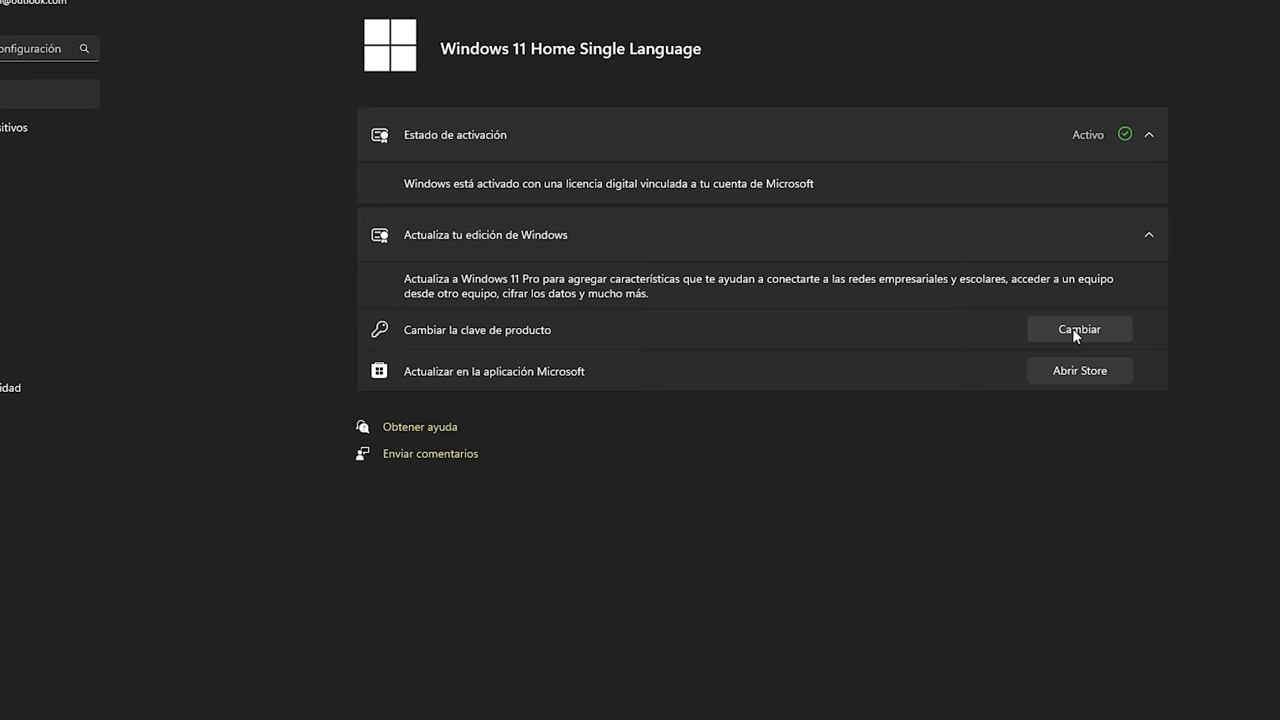 @outlook.com
onfiguración
sitivos
idad
Windows 11 Home Single Language
Estado de activación
Activo
Windows está activado con una licencia digital vinculada a tu cuenta de Microsoft
Actualiza tu edición de Windows
Actualiza a Windows 11 Pro para agregar características que te ayudan a conectarte a las redes empresariales y escolares, acceder a un equipo
desde otro equipo, cifrar los datos y mucho más.
Cambiar la clave de producto
Cambiar
Actualizar en la aplicación Microsoft
Abrir Store
Obtener ayuda
Enviar comentarios